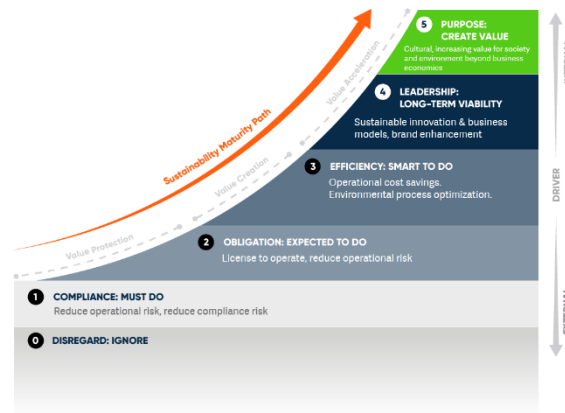 5 PURPOSE:
CREATE VALUE
Cultural, increasing value for society
and environment beyond business
economics
Value Acceleration
4 LEADERSHIP:
LONG-TERM VIABILITY
Sustainable innovation & business
models, brand enhancement
Sustainability Maturity Path
3 EFFICIENCY: SMART TO DO
Operational cost savings.
Environmental process optimization.
Value Creation
DRIVER
2 OBLIGATION: EXPECTED TO DO
License to operate, reduce operational risk
Value Protection
1 COMPLIANCE: MUST DO
Reduce operational risk, reduce compliance risk
0 DISREGARD: IGNORE